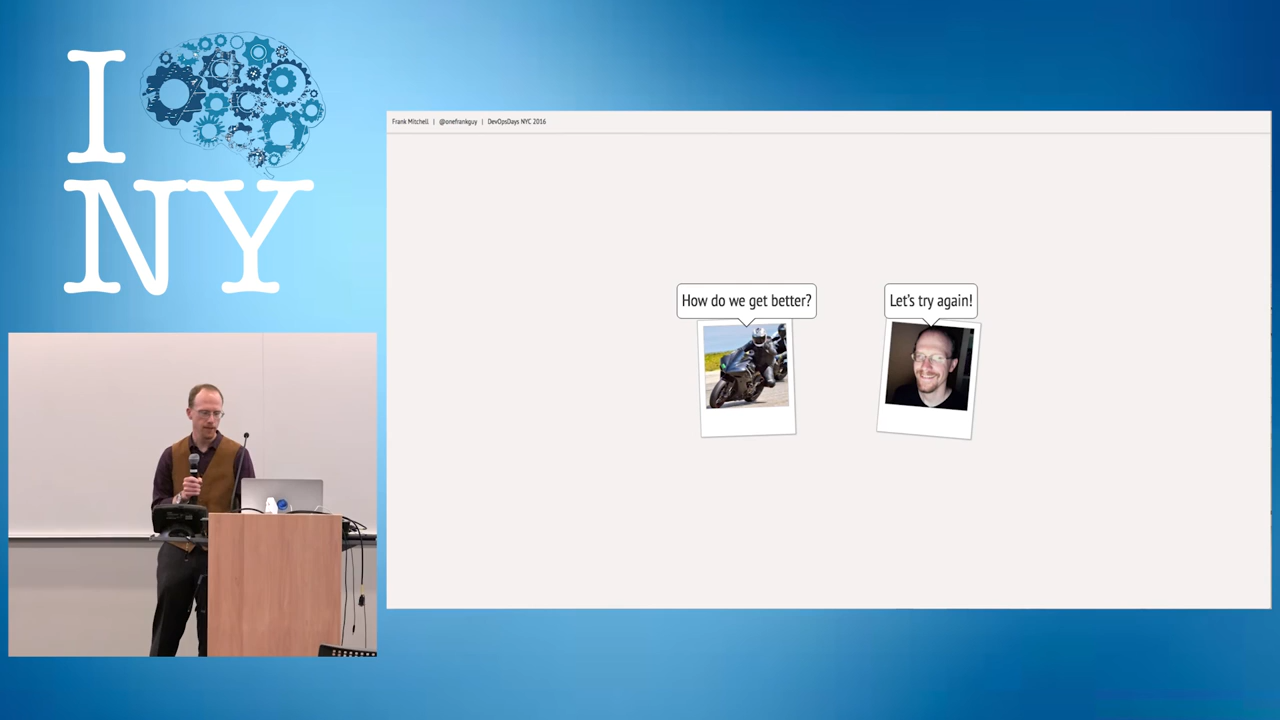 I
NY
Frank Mitchell | @onefrankguy | DevOpsDays NYC 2016
How do we get better?
Let's try again!